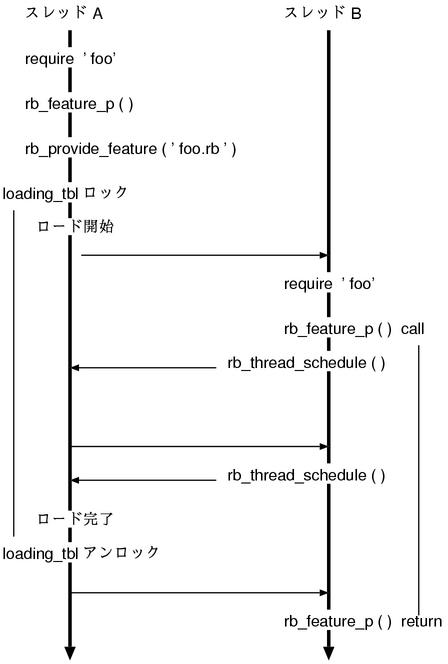 スレッド A
スレッド B
require ' foo'
rb_feature_p ( )
rb_provide_feature ( ' foo.rb ' )
loading_tbl ロック
ロード開始
require ' foo'
rb_feature_p ( ) call
rb_thread_schedule ( )
rb_thread_schedule ( )
ロード完了
loading_tbl アンロック
rb_feature_p ( ) return